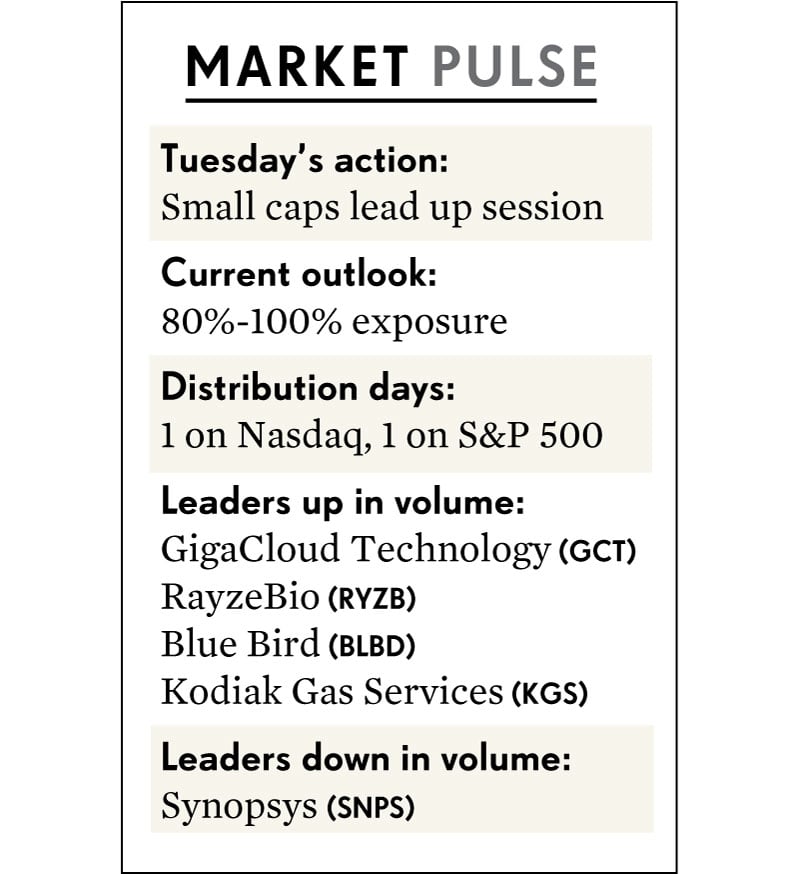 MARKET PULSE
Tuesday's action:
Small caps lead up session
Current outlook:
80%-100% exposure
Distribution days:
1 on Nasdaq, 1 on S&P 500
Leaders up in volume:
GigaCloud Technology (GCT)
RayzeBio (RYZB)
Blue Bird (BLBD)
Kodiak Gas Services (KGS)
Leaders down in volume:
Synopsys (SNPS)